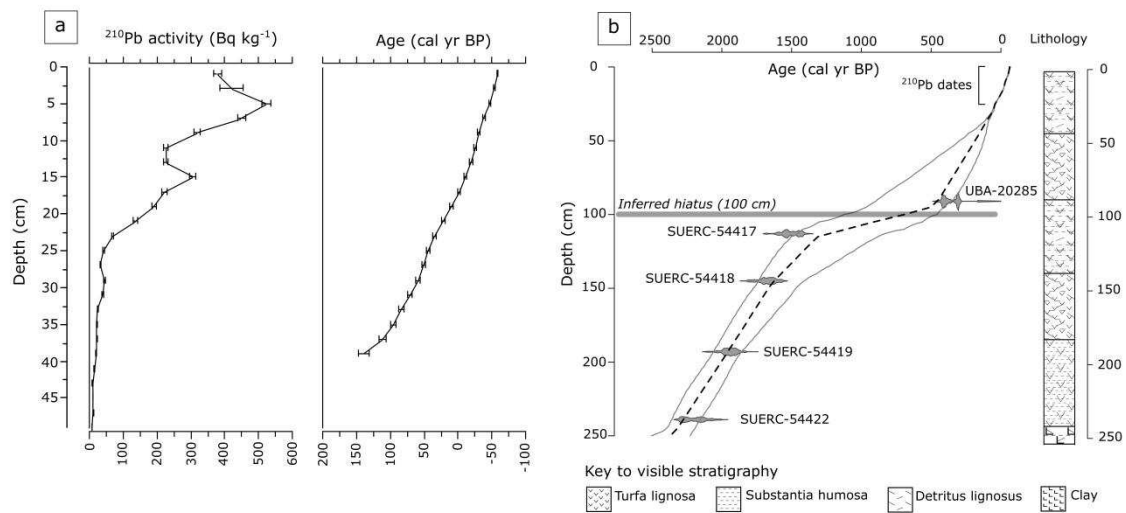 a
²¹⁰Pb activity (Bq kg⁻¹)
Age (cal yr BP)
Depth (cm)
0
5
10
15
20
25
30
35
40
45
0
100
200
300
400
500
600
200
150
100
50
0
-50
-100
b
2500
2000
1500
1000
500
0
Age (cal yr BP)
Lithology
²¹⁰Pb dates
Depth (cm)
50
100
150
200
250
UBA-20285
Inferred hiatus (100 cm)
SUERC-54417
SUERC-54418
SUERC-54419
SUERC-54422
0
50
100
150
200
250
Key to visible stratigraphy
Turfa lignosa Substantia humosa Detritus lignosus Clay